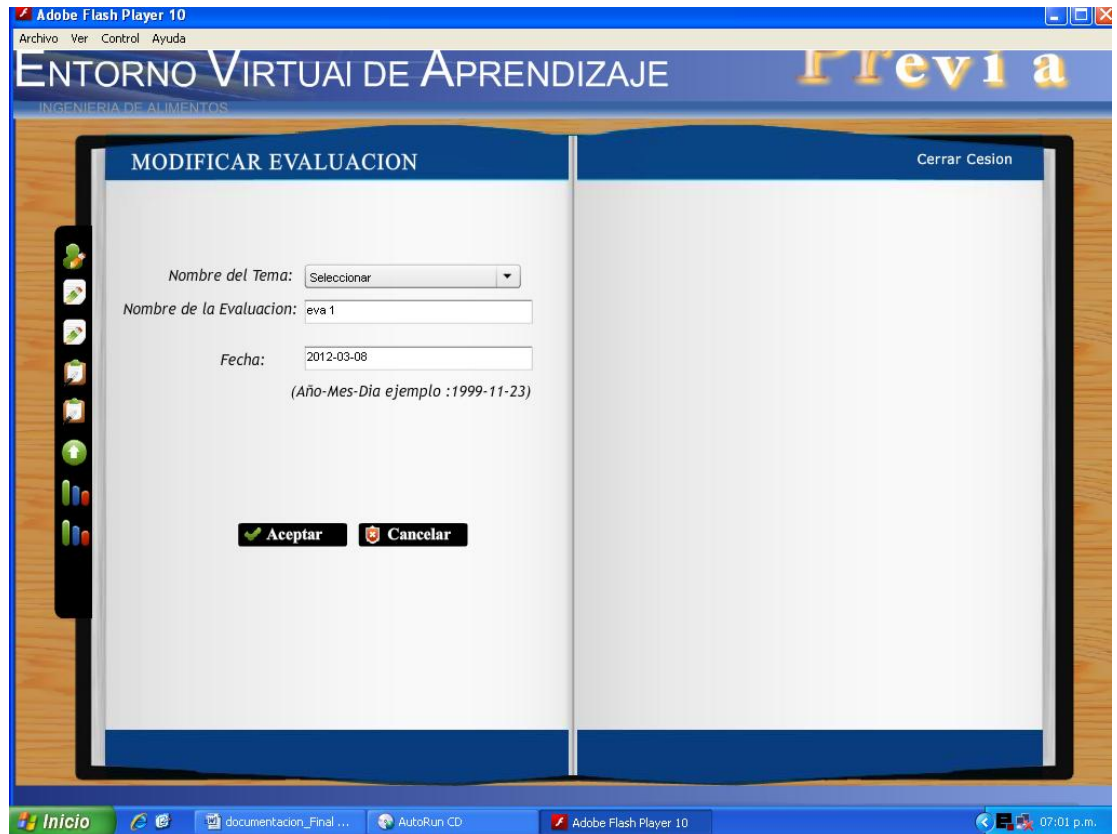 Adobe Flash Player 10
Archivo Ver Control Ayuda
ENTORNO VIRTUAl DE APRENDIZAJE
Previa
INGENIERIA DE ALIMENTOS
MODIFICAR EVALUACION
Cerrar Cesion
Nombre del Tema: Seleccionar
Nombre de la Evaluacion: eva 1
Fecha: 2012-03-08
(Año-Mes-Dia ejemplo :1999-11-23)
Aceptar Cancelar
Inicio documentacion_Final ... AutoRun CD Adobe Flash Player 10 07:01 p.m.